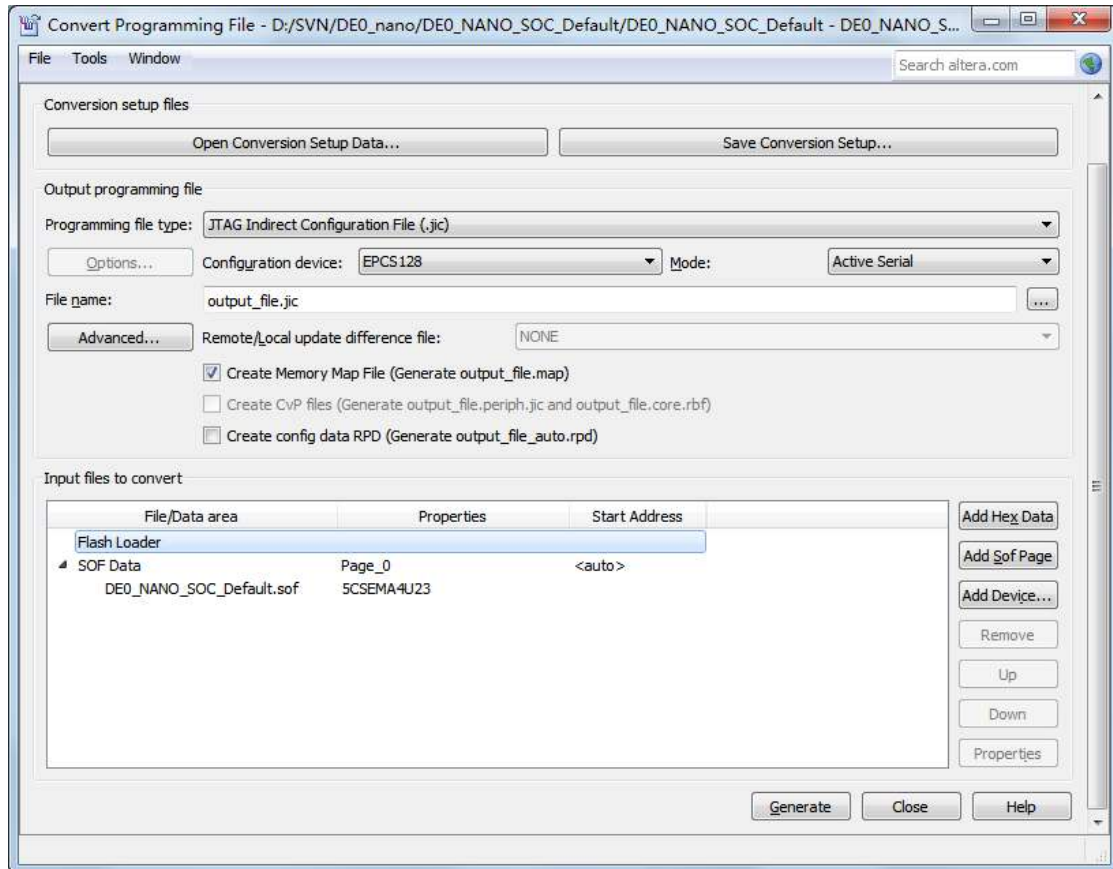 Convert Programming File - D:/SVN/DE0_nano/DE0_NANO_SOC_Default/DE0_NANO_SOC_Default - DE0_NANO_S...
File Tools Window Search altera.com
Conversion setup files
Open Conversion Setup Data... Save Conversion Setup...
Output programming file
Programming file type: JTAG Indirect Configuration File (.jic)
Options... Configuration device: EPCS128 Mode: Active Serial
File name: output_file.jic ...
Advanced... Remote/Local update difference file: NONE
Create Memory Map File (Generate output_file.map)
Create CvP files (Generate output_file.periph.jic and output_file.core.rbf)
Create config data RPD (Generate output_file_auto.rpd)
Input files to convert
File/Data area Properties Start Address Add Hex Data
Flash Loader
SOF Data Page_0 <auto> Add Sof Page
DE0_NANO_SOC_Default.sof 5CSEMA4U23 Add Device...
Remove
Up
Down
Properties
Generate Close Help